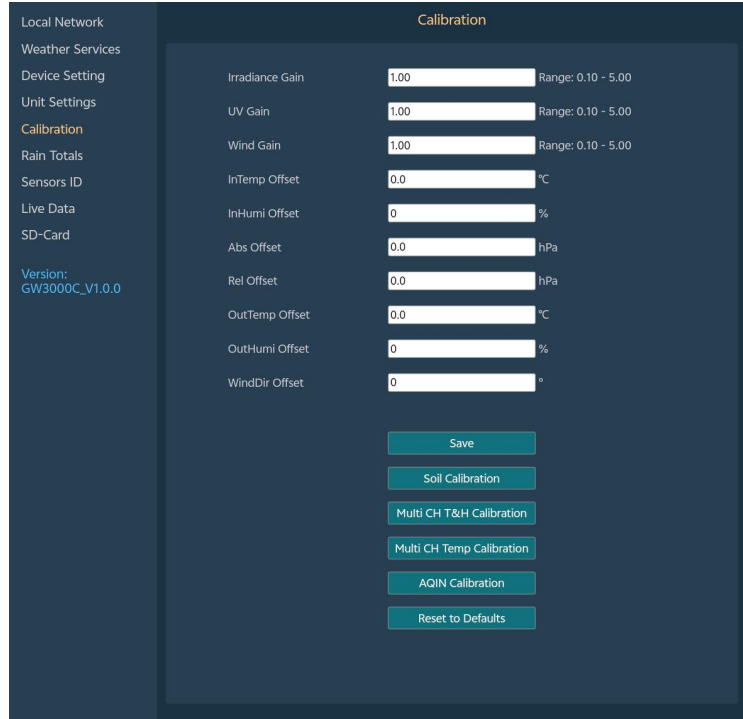 Local Network
Weather Services
Device Setting
Unit Settings
Calibration
Rain Totals
Sensors ID
Live Data
SD-Card
Version:
GW3000C_V1.0.0
Calibration
Irradiance Gain 1.00 Range: 0.10 - 5.00
UV Gain 1.00 Range: 0.10 - 5.00
Wind Gain 1.00 Range: 0.10 - 5.00
InTemp Offset 0.0 ℃
InHumi Offset 0 %
Abs Offset 0.0 hPa
Rel Offset 0.0 hPa
OutTemp Offset 0.0 ℃
OutHumi Offset 0 %
WindDir Offset 0 °
Save
Soil Calibration
Multi CH T&H Calibration
Multi CH Temp Calibration
AQIN Calibration
Reset to Defaults